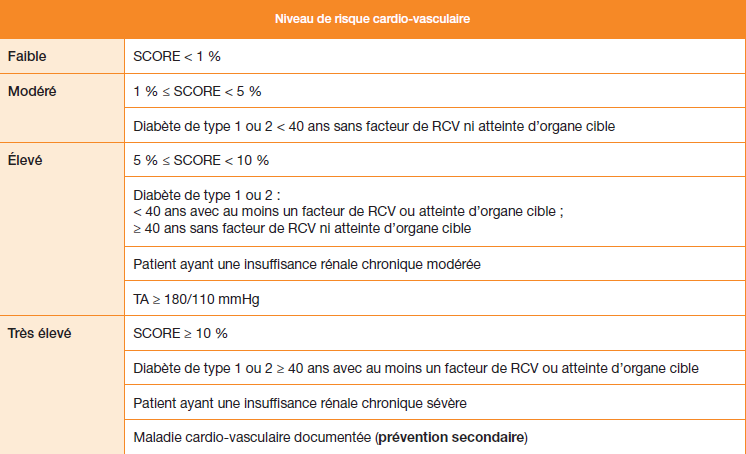 Niveau de risque cardio-vasculaire
Faible
SCORE < 1 %
Modéré
1 % ≤ SCORE < 5 %
Diabète de type 1 ou 2 < 40 ans sans facteur de RCV ni atteinte d’organe cible
Élevé
5 % ≤ SCORE < 10 %
Diabète de type 1 ou 2 :
< 40 ans avec au moins un facteur de RCV ou atteinte d’organe cible ;
≥ 40 ans sans facteur de RCV ni atteinte d’organe cible
Patient ayant une insuffisance rénale chronique modérée
TA ≥ 180/110 mmHg
Très élevé
SCORE ≥ 10 %
Diabète de type 1 ou 2 ≥ 40 ans avec au moins un facteur de RCV ou atteinte d’organe cible
Patient ayant une insuffisance rénale chronique sévère
Maladie cardio-vasculaire documentée (prévention secondaire)